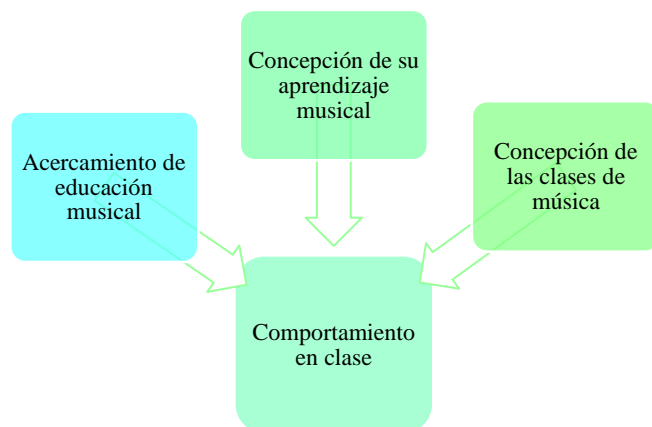 Concepción de su
aprendizaje
musical
Acercamiento de
educación
musical
Concepción de
las clases de
música
Comportamiento
en clase